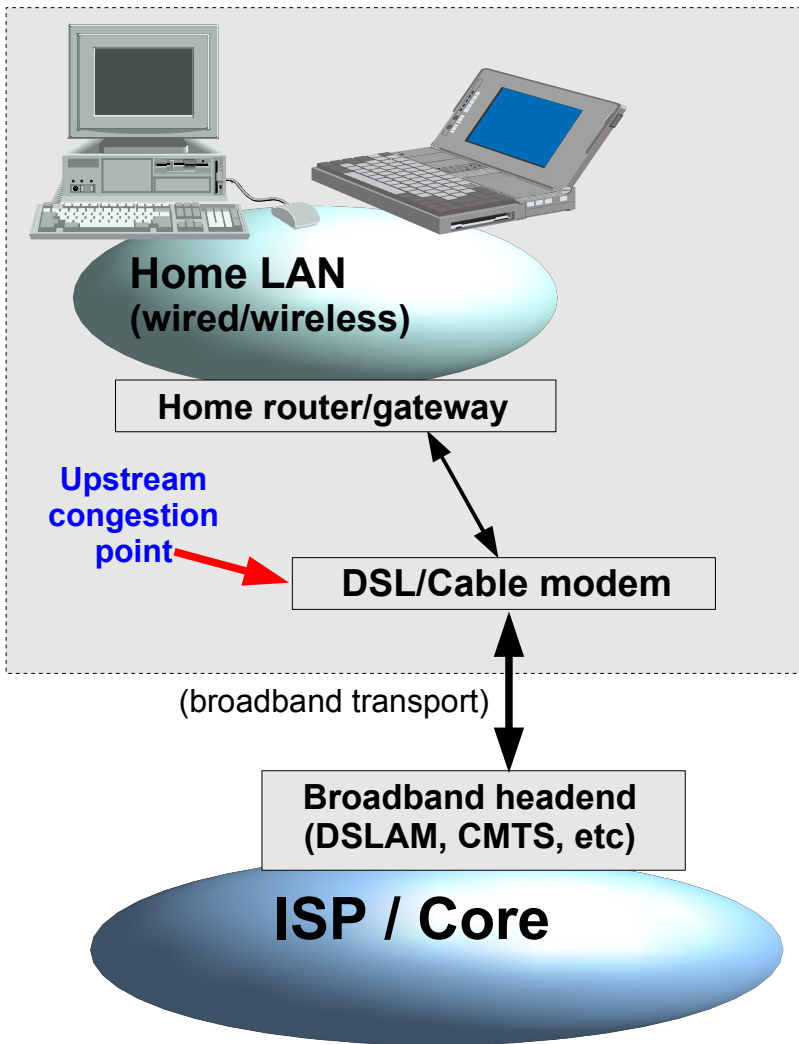 Home LAN
(wired/wireless)
Home router/gateway
Upstream
congestion
point
DSL/Cable modem
(broadband transport)
Broadband headend
(DSLAM, CMTS, etc)
ISP / Core